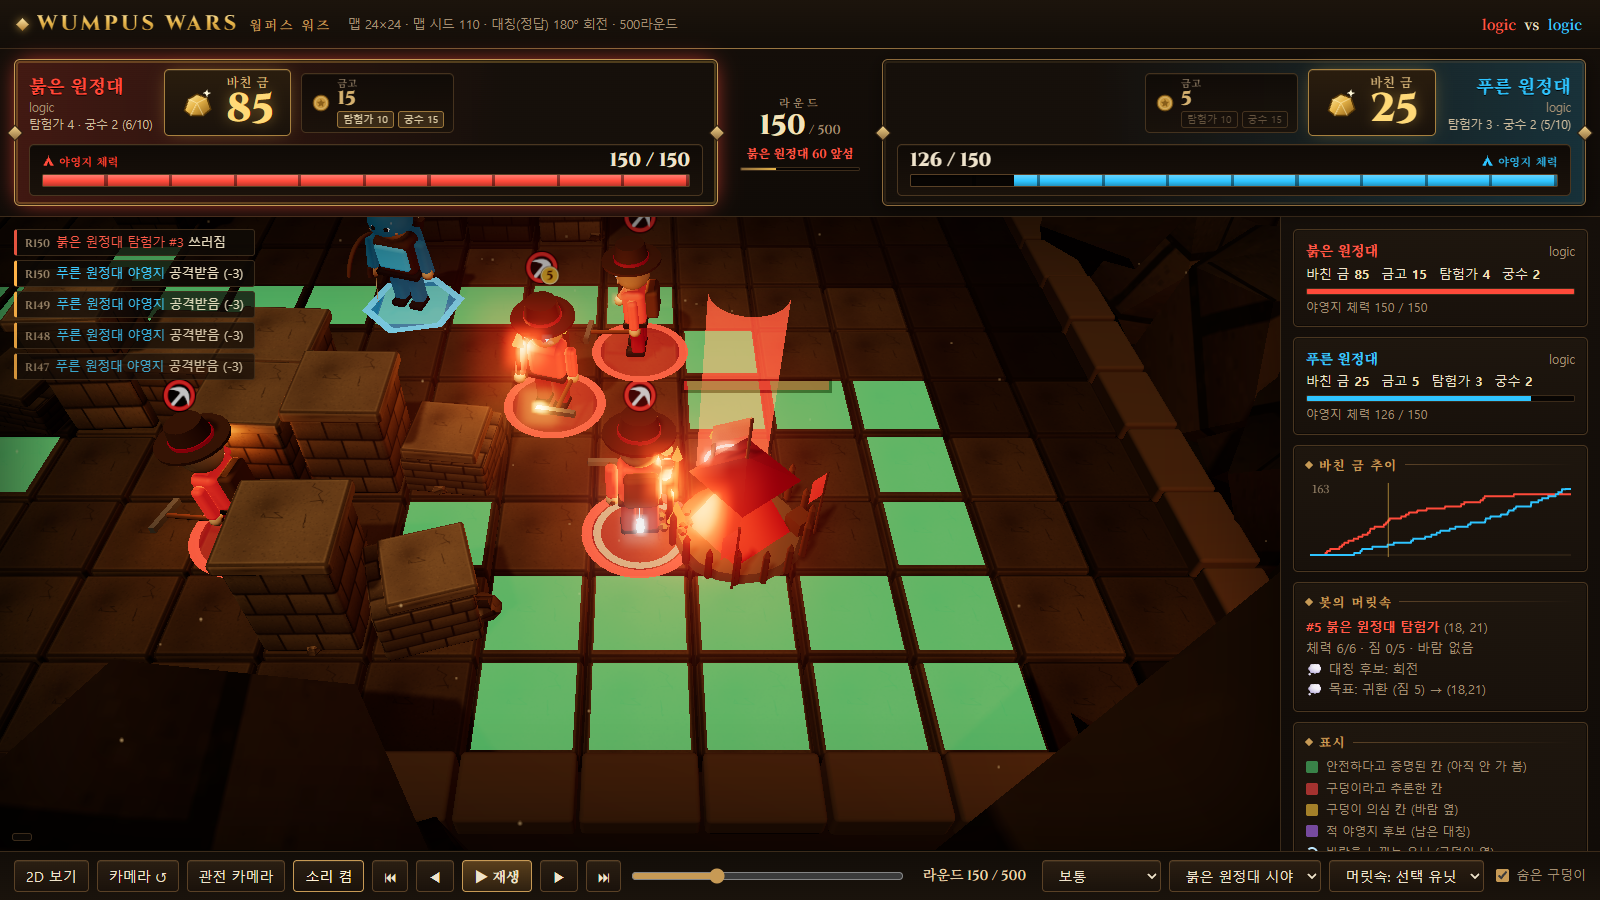 WUMPUS WARS 웜퍼스 워즈 맵 24×24 · 맵 시드 110 · 대칭(정답) 180° 회전 · 500라운드 logic vs logic
붉은 원정대
logic
탐험가 4 · 궁수 2 (6/10)
바친 금
85
금고
15
탐험가 10 궁수 15
야영지 체력 150 / 150
라운드
150 / 500
붉은 원정대 60 앞섬
금고
5
탐험가 10 궁수 15
바친 금
25
푸른 원정대
logic
탐험가 3 · 궁수 2 (5/10)
126 / 150 야영지 체력
R150 붉은 원정대 탐험가 #3 쓰러짐
R150 푸른 원정대 야영지 공격받음 (-3)
R149 푸른 원정대 야영지 공격받음 (-3)
R148 푸른 원정대 야영지 공격받음 (-3)
R147 푸른 원정대 야영지 공격받음 (-3)
5
붉은 원정대 logic
바친 금 85 금고 15 탐험가 4 궁수 2
야영지 체력 150 / 150
푸른 원정대 logic
바친 금 25 금고 5 탐험가 3 궁수 2
야영지 체력 126 / 150
바친 금 추이
163
봇의 머릿속
#5 붉은 원정대 탐험가 (18, 21)
체력 6/6 · 짐 0/5 · 바람 없음
대칭 후보: 회전
목표: 귀환 (짐 5) → (18,21)
표시
안전하다고 증명된 칸 (아직 안 가 봄)
구덩이라고 추론한 칸
구덩이 의심 칸 (바람 옆)
적 야영지 후보 (남은 대칭)
2D 보기 카메라 ↺ 관전 카메라 소리 켬 ⏮ ◀ ▶ 재생 ▶ ⏭ 라운드 150 / 500 보통 붉은 원정대 시야 머릿속: 선택 유닛 숨은 구덩이